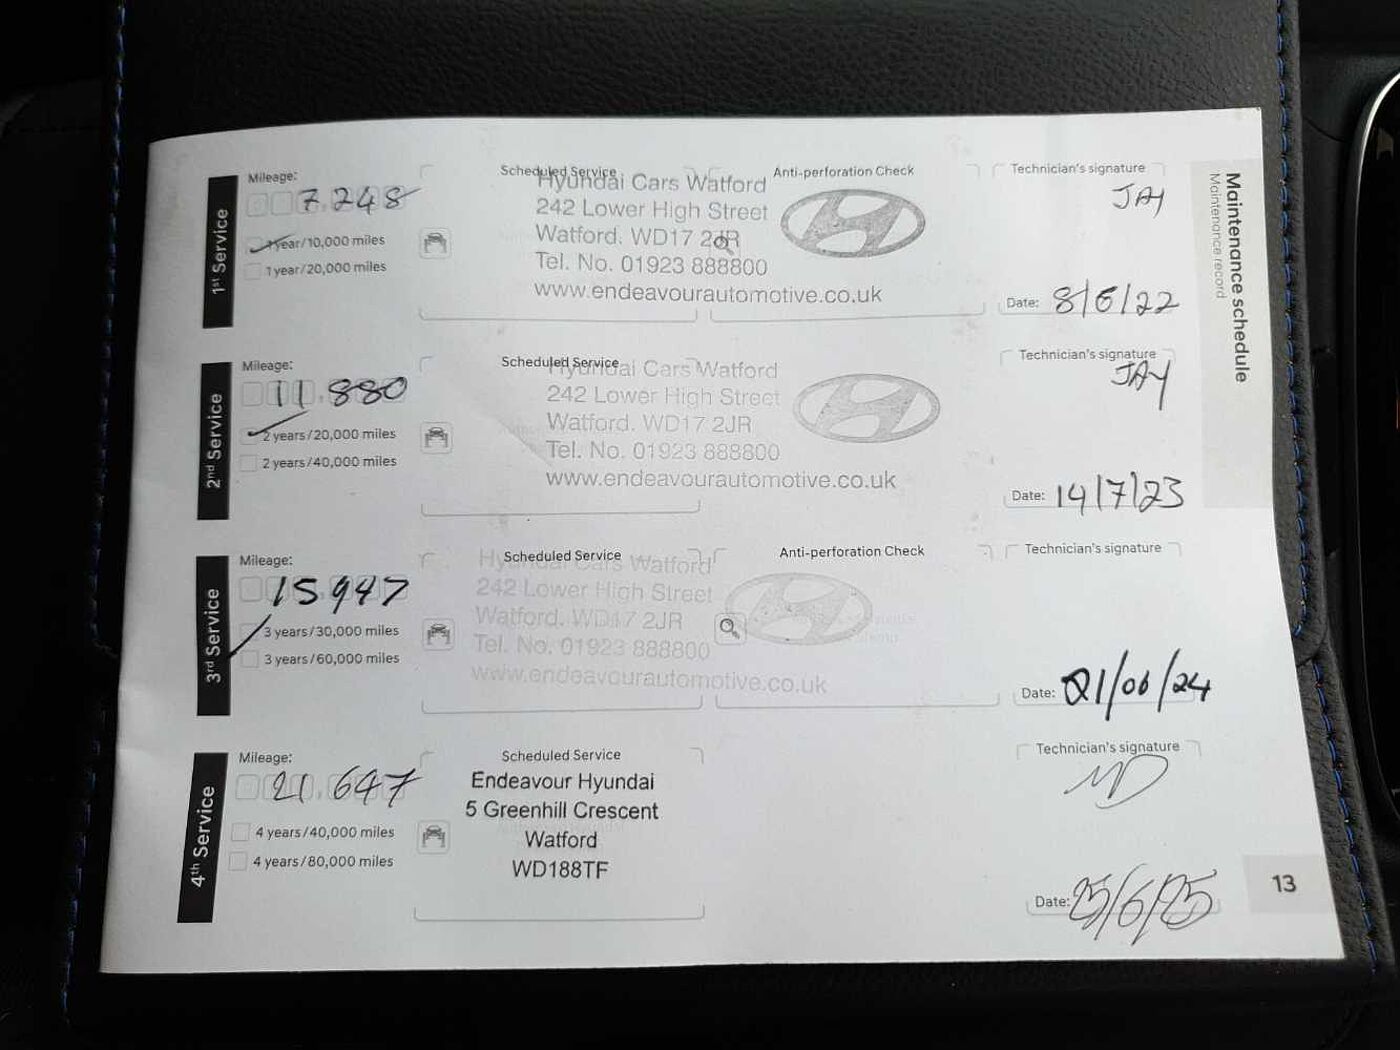 Maintenance schedule
Maintenance record
1st Service
Mileage:
7,248
1 year/10,000 miles
1 year/20,000 miles
Scheduled Service
Hyundai Cars Watford
242 Lower High Street
Watford. WD17 2JR
Tel. No. 01923 888800
www.endeavourautomotive.co.uk
Anti-perforation Check
Technician's signature
JAY
Date: 8/6/22
2nd Service
Mileage:
11,880
2 years/20,000 miles
2 years/40,000 miles
Scheduled Service
Hyundai Cars Watford
242 Lower High Street
Watford. WD17 2JR
Tel. No. 01923 888800
www.endeavourautomotive.co.uk
Technician's signature
JAY
Date: 14/7/23
3rd Service
Mileage:
15,947
3 years/30,000 miles
3 years/60,000 miles
Scheduled Service
Hyundai Cars Watford
242 Lower High Street
Watford. WD17 2JR
Tel. No. 01923 888800
www.endeavourautomotive.co.uk
Anti-perforation Check
Technician's signature
Date: 21/06/24
4th Service
Mileage:
21,647
4 years/40,000 miles
4 years/80,000 miles
Scheduled Service
Endeavour Hyundai
5 Greenhill Crescent
Watford
WD188TF
Technician's signature
Date: 25/6/25
13